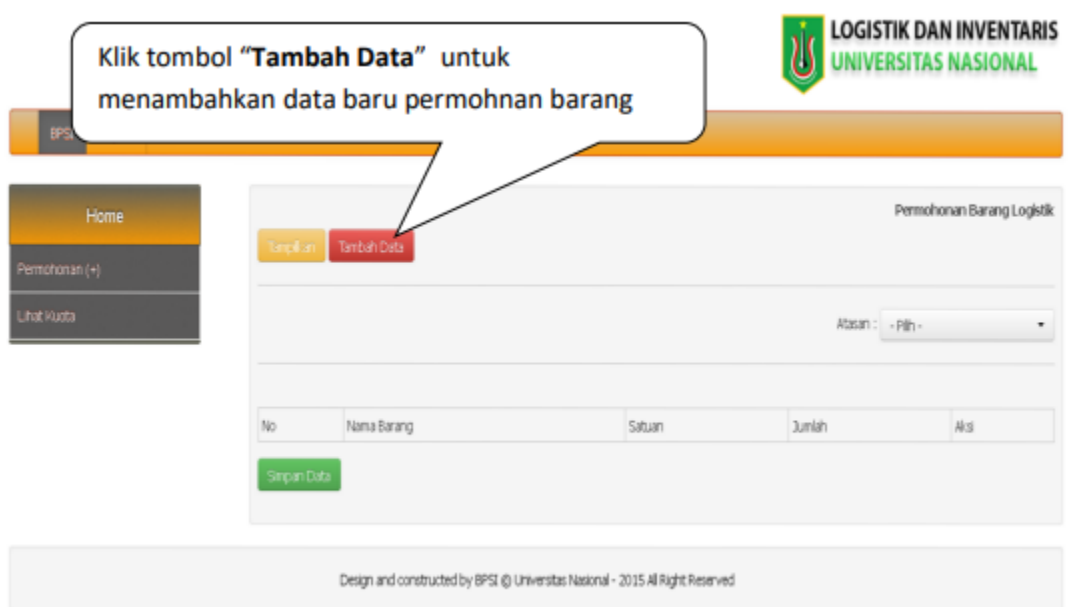 Klik tombol “Tambah Data” untuk
menambahkan data baru permohnan barang
LOGISTIK DAN INVENTARIS
UNIVERSITAS NASIONAL
BPSI
Home
Permohonan (+)
Lihat Kuota
Permohonan Barang Logistik
Tampilkan Tambah Data
Atasan : - Pilih -
No Nama Barang Satuan Jumlah Aksi
Simpan Data
Design and constructed by BPSI @ Universitas Nasional - 2015 All Right Reserved